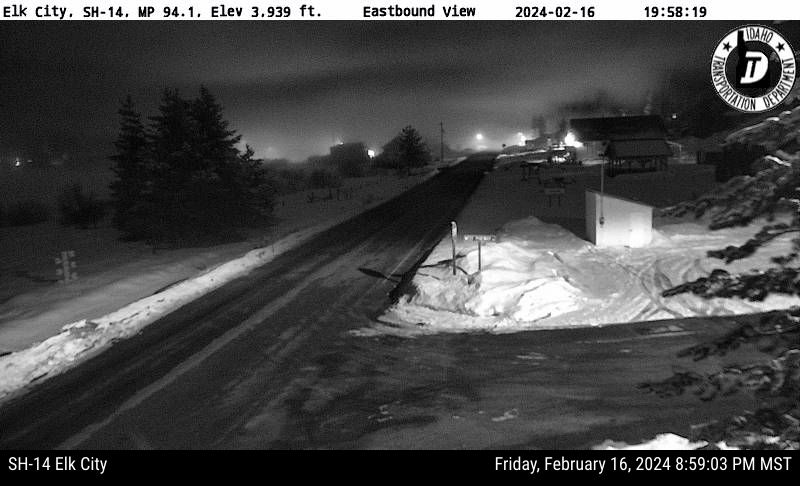 Elk City, SH-14, MP 94.1, Elev 3,939 ft. Eastbound View 2024-02-16 19:58:19
IDAHO
TRANSPORTATION DEPARTMENT
SH-14 Elk City Friday, February 16, 2024 8:59:03 PM MST